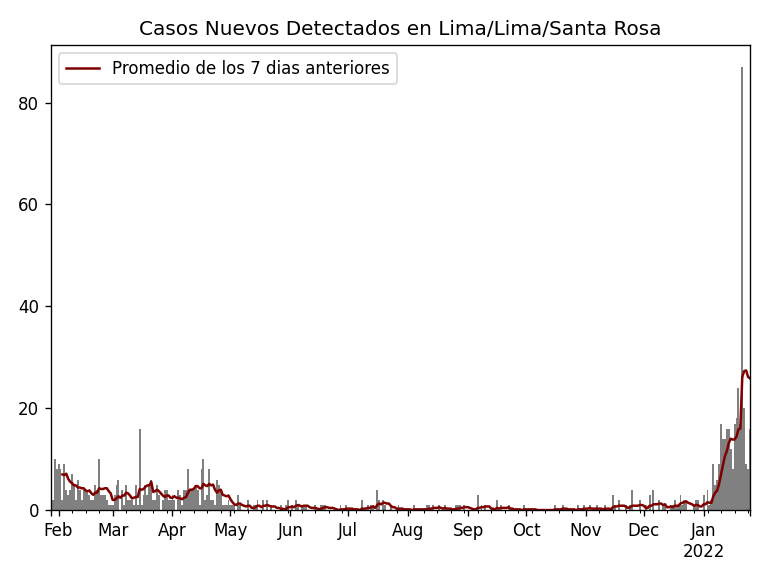 Casos Nuevos Detectados en Lima/Lima/Santa Rosa
Promedio de los 7 dias anteriores
80
60
40
20
0
Feb Mar Apr May Jun Jul Aug Sep Oct Nov Dec Jan
2022